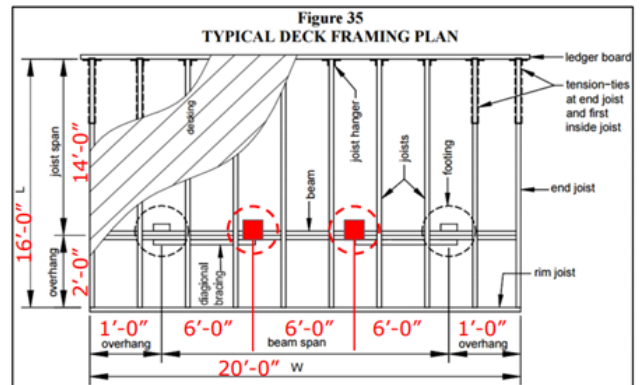 Figure 35
TYPICAL DECK FRAMING PLAN
ledger board
tension-ties
at end joist
and first
inside joist
decking
joist hanger
joists
footing
beam
end joist
joist span
14'-0"
L
16'-0"
overhang
2'-0"
diagional
bracing
rim joist
1'-0"
6'-0"
6'-0"
6'-0"
1'-0"
overhang
beam span
overhang
20'-0"
W